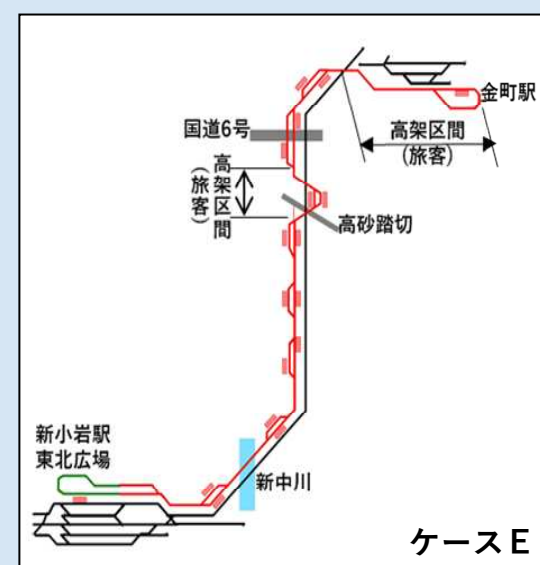 金町駅
国道6号
高架区間
(旅客)
高架区間
(旅客)
高砂踏切
新小岩駅
東北広場
新中川
ケースE